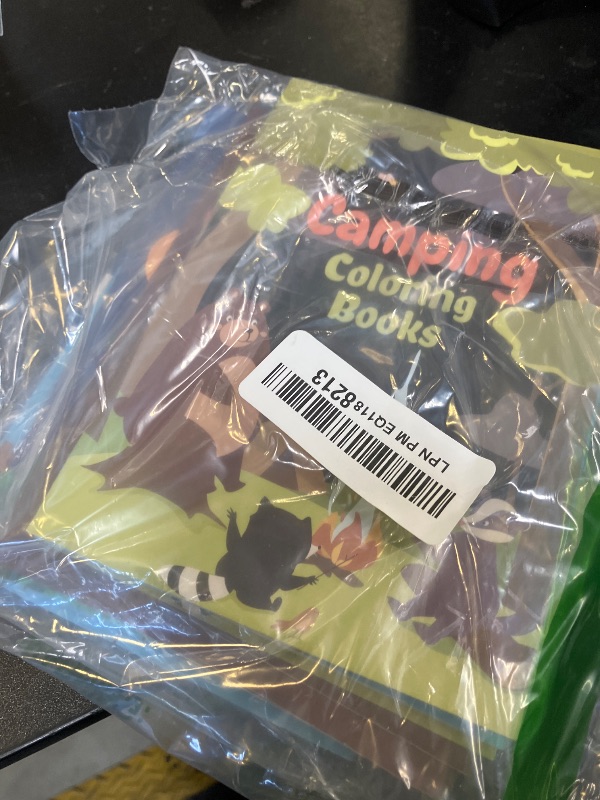 Camping
Coloring
Books
LPN PM EQ1188213